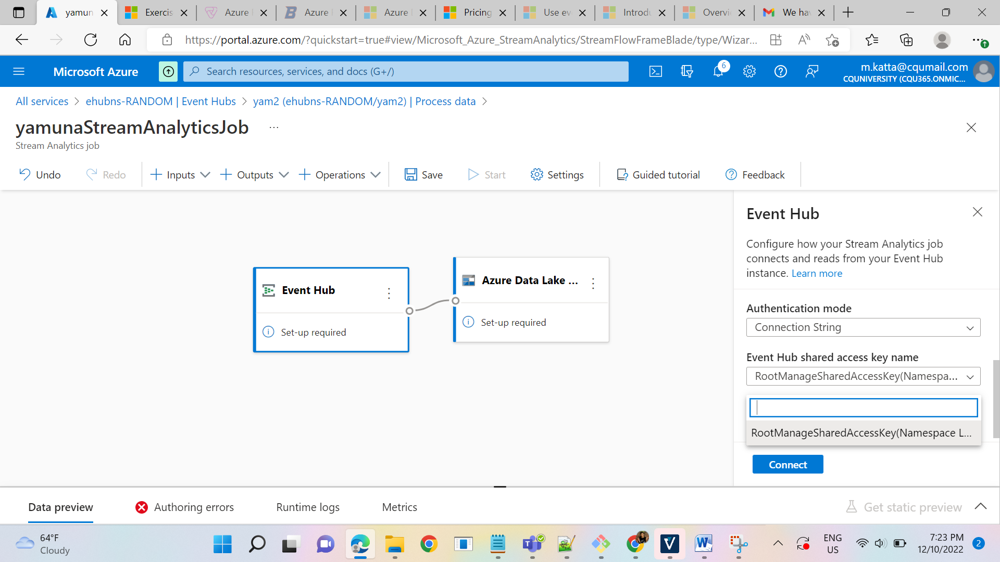 yamun
Exercis
Azure
Azure
Azure
Pricing
Use ev
Introdu
Overvie
We hav
https://portal.azure.com/?quickstart=true#view/Microsoft_Azure_StreamAnalytics/StreamFlowFrameBlade/type/Wizar...
Microsoft Azure
Search resources, services, and docs (G+/)
6
m.katta@cqumail.com
CQUNIVERSITY (CQU365.ONMIC...
All services > ehubns-RANDOM | Event Hubs > yam2 (ehubns-RANDOM/yam2) | Process data >
yamunaStreamAnalyticsJob ...
Stream Analytics job
Undo
Redo
Inputs
Outputs
Operations
Save
Start
Settings
Guided tutorial
Feedback
Event Hub
Set-up required
Azure Data Lake ...
Set-up required
Event Hub
Configure how your Stream Analytics job
connects and reads from your Event Hub
instance. Learn more
Authentication mode
Connection String
Event Hub shared access key name
RootManageSharedAccessKey(Namespa...
RootManageSharedAccessKey(Namespace L...
Connect
Data preview
Authoring errors
Runtime logs
Metrics
Get static preview
64°F
Cloudy
ENG
US
7:23 PM
12/10/2022
2